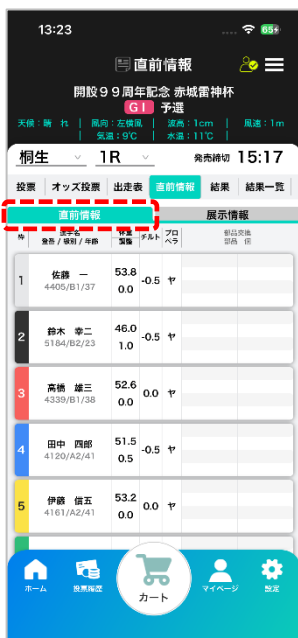 13:23
65
直前情報
開設99周年記念 赤城雷神杯
GI 予選
天候：晴 れ | 風向：左横風 | 波高：1cm | 風速：1m
気温：9℃ | 水温：11℃
桐生 1R 発売締切 15:17
投票 オッズ投票 出走表 直前情報 結果 結果一覧
直前情報 展示情報
枠 選手名 体重 チルト プロ 部品交換
登番 / 級別 / 年齢 調整 ペラ
1 佐藤 一 53.8 -0.5 ヤ
4405/B1/37 0.0
2 鈴木 幸二 46.0 -0.5 ヤ
5184/B2/23 1.0
3 高橋 雄三 52.6 0.0 ヤ
4339/B1/38 0.0
4 田中 四郎 51.5 -0.5 ヤ
4120/A2/41 0.5
5 伊藤 信五 53.2 0.0 ヤ
4161/A2/41 0.0
ホーム 投票履歴 カート マイページ 設定